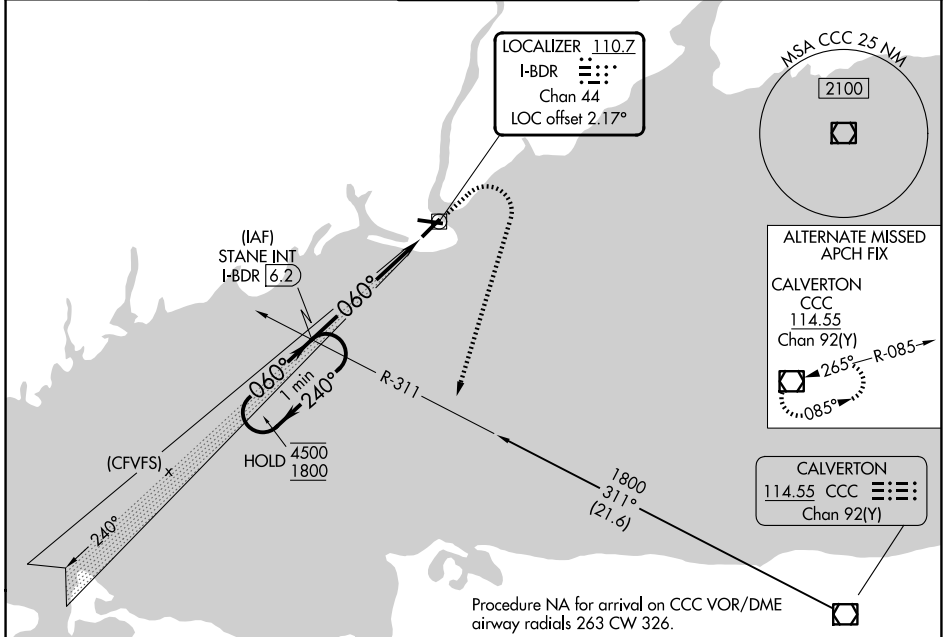 LOCALIZER 110.7
I-BDR
Chan 44
LOC offset 2.17°
MSA CCC 25 NM
2100
(IAF)
STANE INT
I-BDR 6.2
060°
060°
1 min
240°
HOLD 4500
1800
(CFVFS) x
240°
R-311
1800
311°
(21.6)
ALTERNATE MISSED
APCH FIX
CALVERTON
CCC
114.55
Chan 92(Y)
265° R-085
085°
CALVERTON
114.55 CCC
Chan 92(Y)
Procedure NA for arrival on CCC VOR/DME
airway radials 263 CW 326.